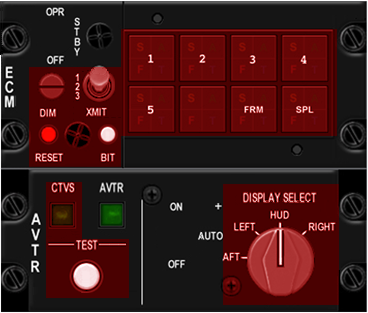 OPR
STBY
OFF
ECM
1
2
3
DIM
XMIT
RESET
BIT
S
F T
1
2
3
4
5
FRM
SPL
CTVS
AVTR
AVTR
TEST
ON
+
AUTO
OFF
DISPLAY SELECT
HUD
LEFT
RIGHT
AFT